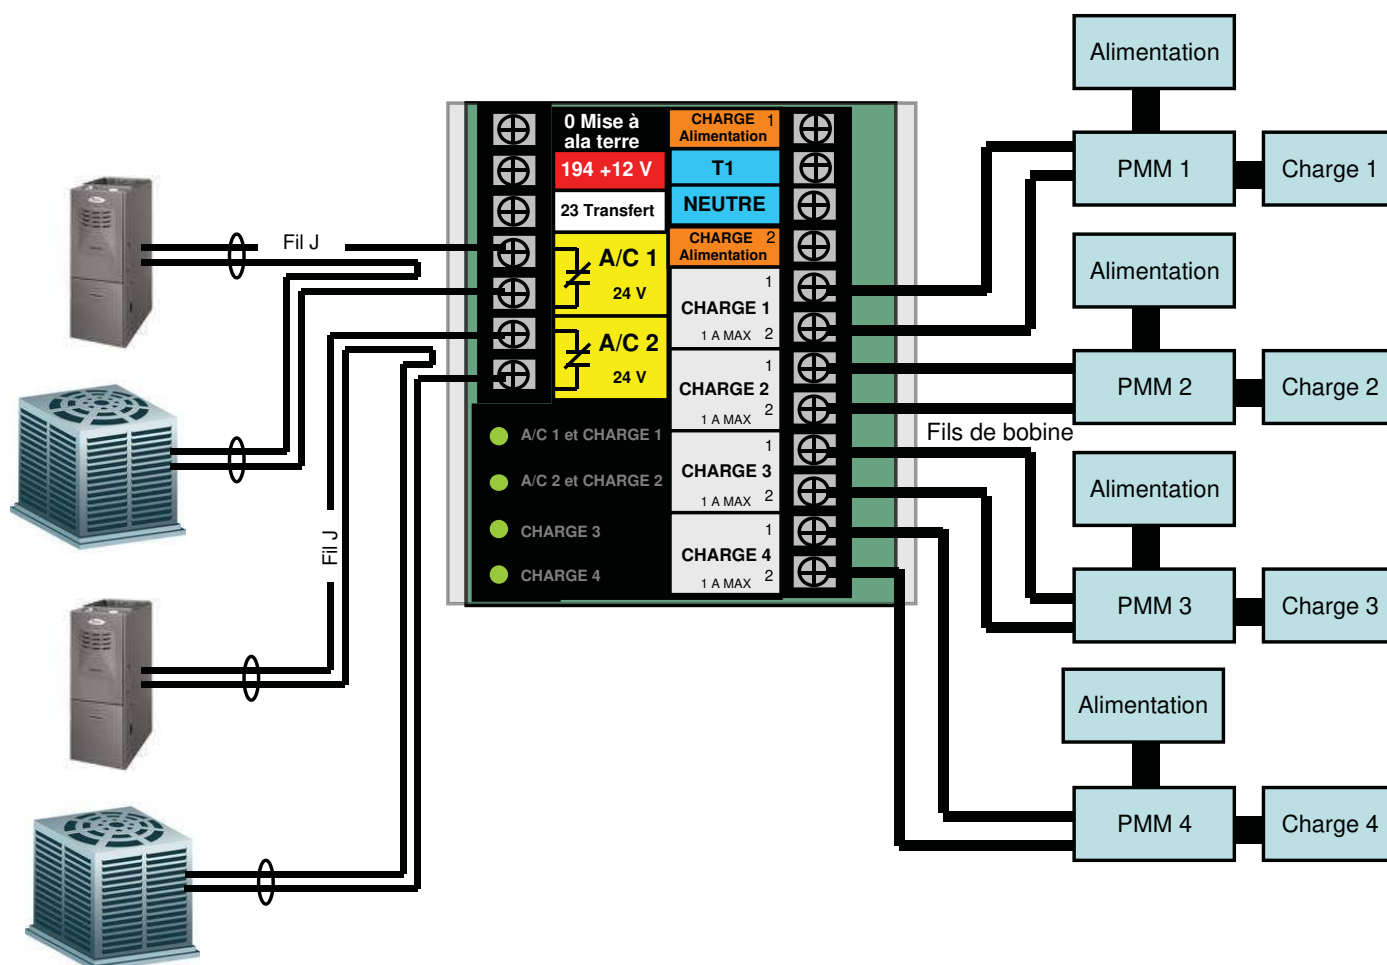 0 Mise à
ala terre
194 +12 V
23 Transfert
A/C 1
24 V
A/C 2
24 V
CHARGE 1
Alimentation
T1
NEUTRE
CHARGE 2
Alimentation
1
CHARGE 1
1 A MAX 2
1
CHARGE 2
1 A MAX 2
1
CHARGE 3
1 A MAX 2
1
CHARGE 4
1 A MAX 2
A/C 1 et CHARGE 1
A/C 2 et CHARGE 2
CHARGE 3
CHARGE 4
Fil J
Fil J
Fils de bobine
Alimentation
PMM 1
Charge 1
Alimentation
PMM 2
Charge 2
Alimentation
PMM 3
Charge 3
Alimentation
PMM 4
Charge 4